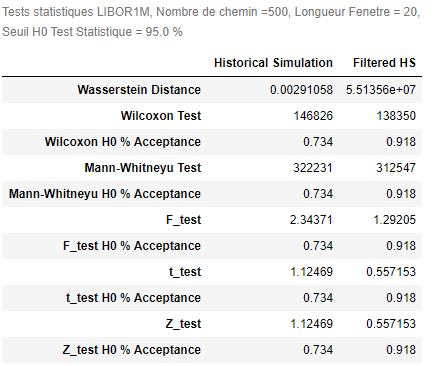 Tests statistiques LIBOR1M, Nombre de chemin =500, Longueur Fenetre = 20,
Seuil H0 Test Statistique = 95.0 %
Historical Simulation Filtered HS
Wasserstein Distance 0.00291058 5.51356e+07
Wilcoxon Test 146826 138350
Wilcoxon H0 % Acceptance 0.734 0.918
Mann-Whitneyu Test 322231 312547
Mann-Whitneyu H0 % Acceptance 0.734 0.918
F_test 2.34371 1.29205
F_test H0 % Acceptance 0.734 0.918
t_test 1.12469 0.557153
t_test H0 % Acceptance 0.734 0.918
Z_test 1.12469 0.557153
Z_test H0 % Acceptance 0.734 0.918